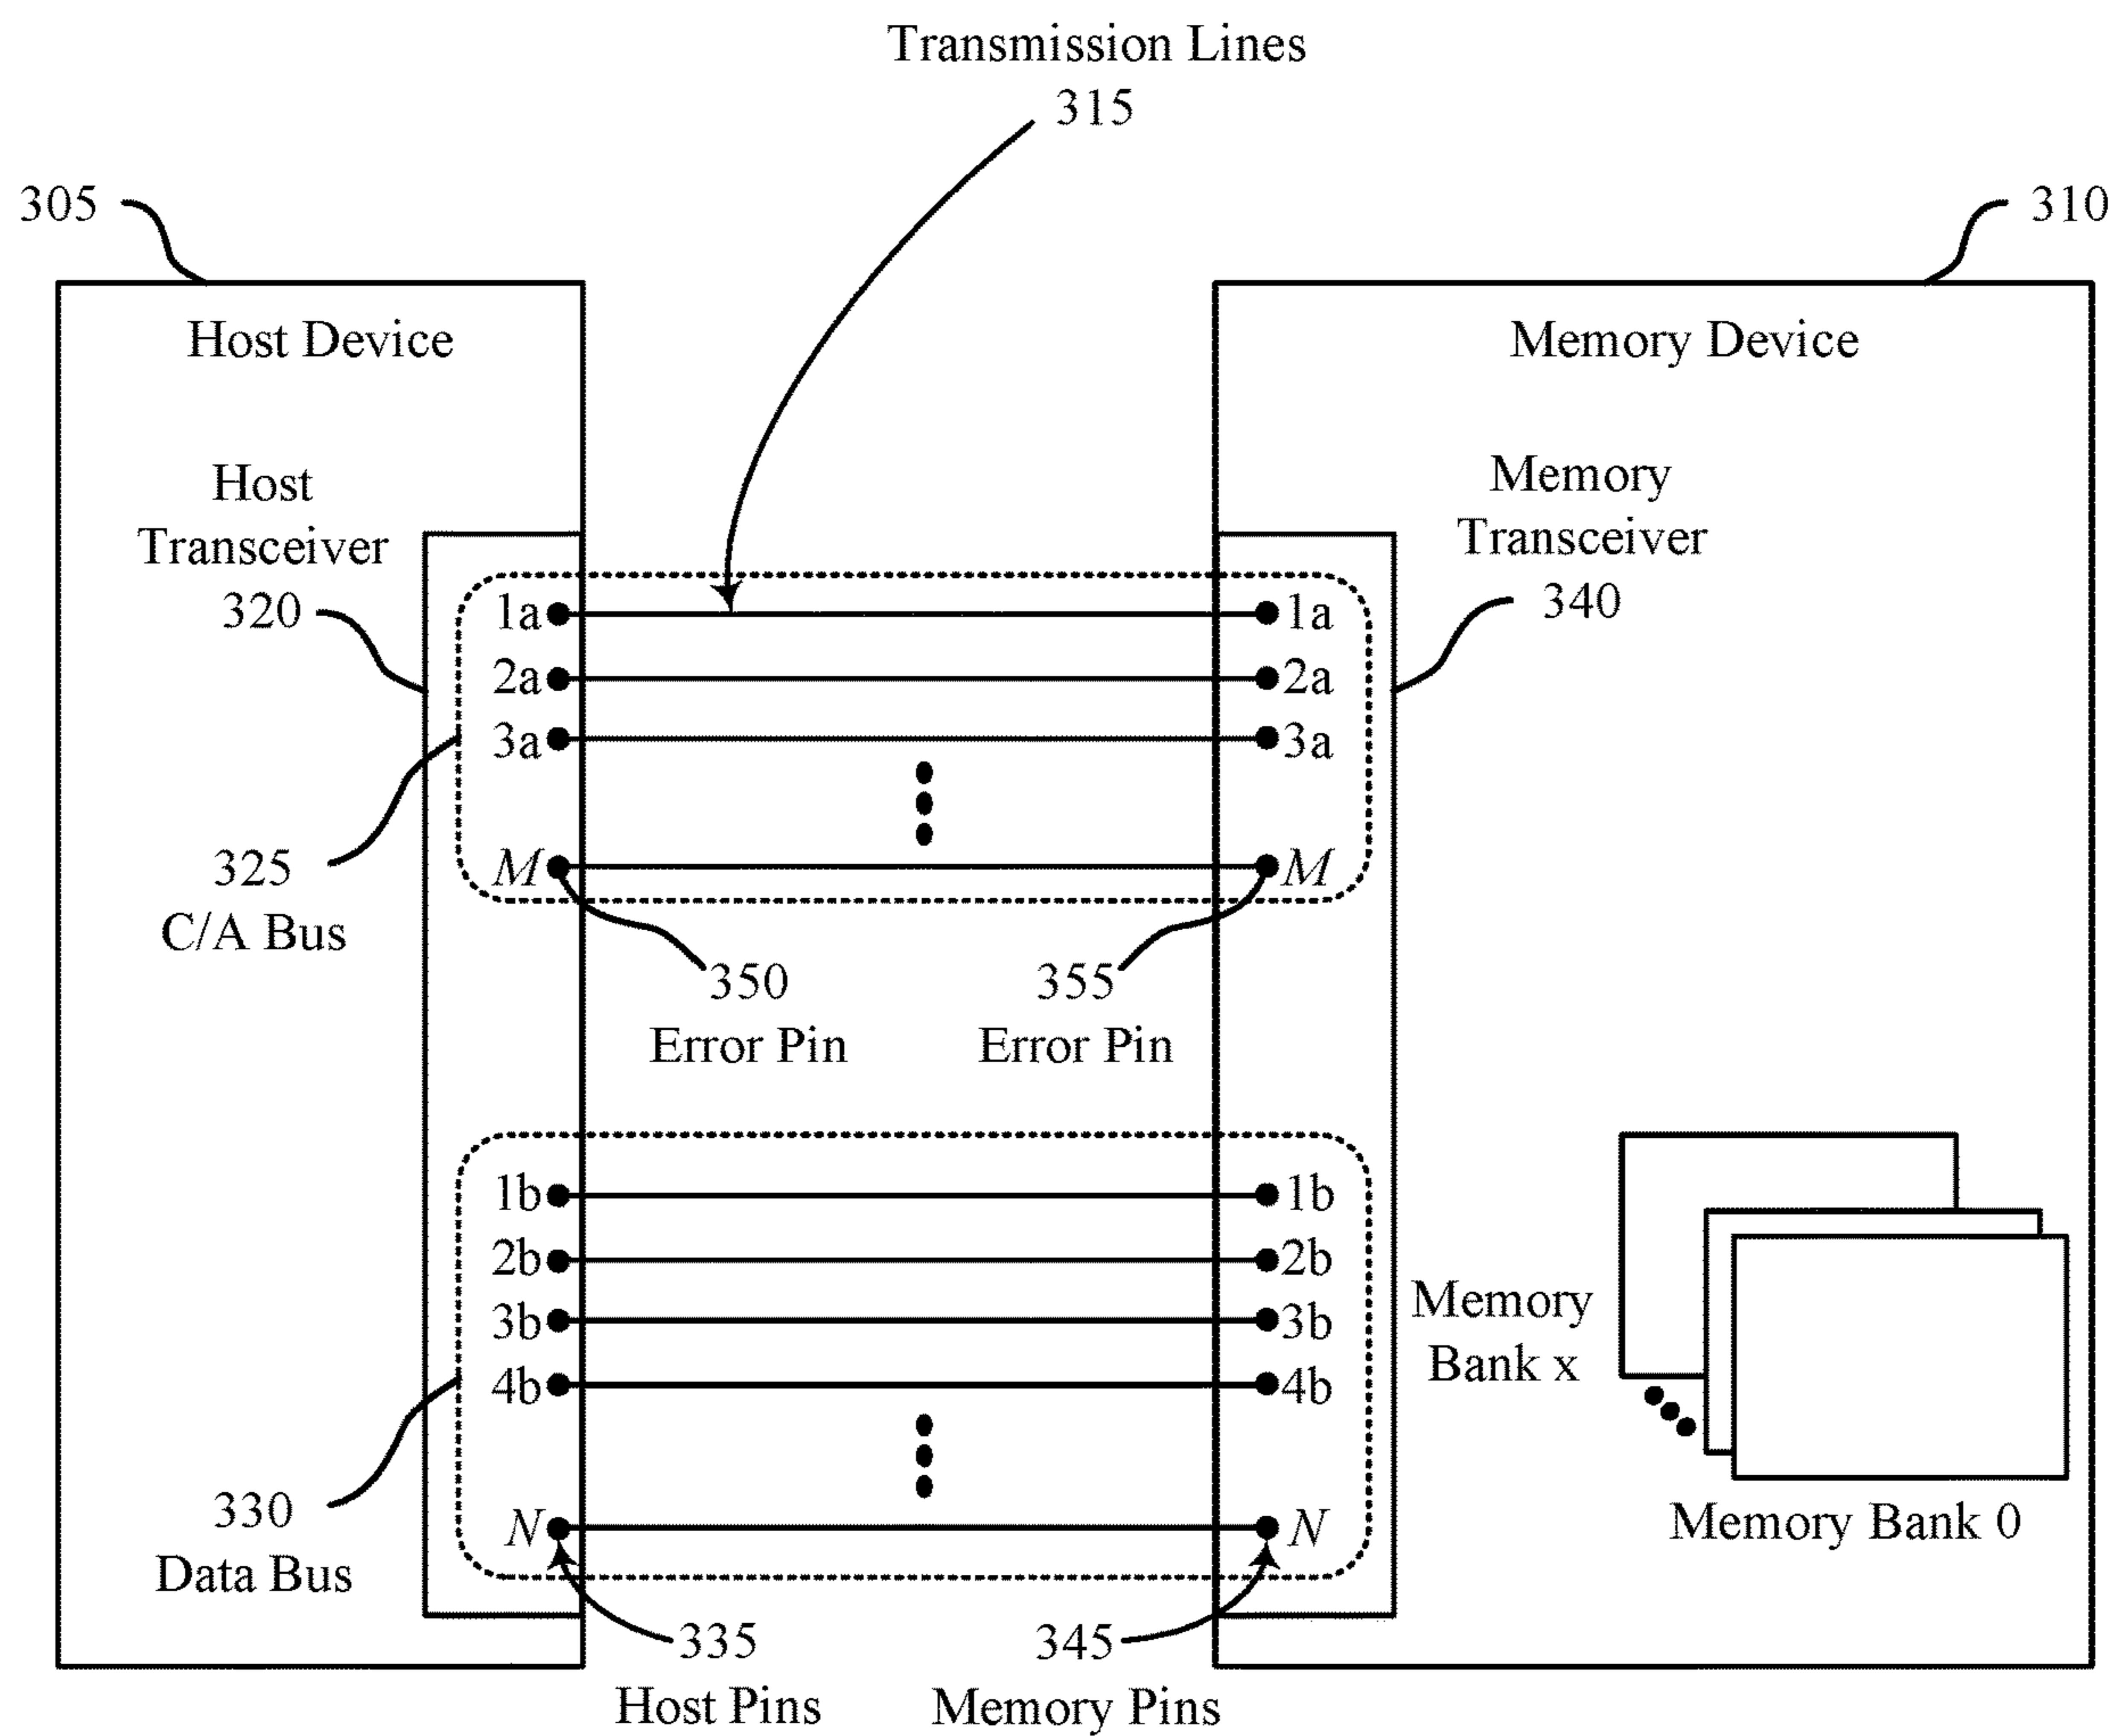 Transmission Lines
315
305
310
Host Device
Memory Device
Host
Transceiver
320
Memory
Transceiver
340
1a
1a
2a
2a
3a
3a
M
M
325
C/A Bus
350
Error Pin
355
Error Pin
1b
1b
2b
2b
3b
3b
4b
4b
N
N
Memory
Bank x
Memory Bank 0
330
Data Bus
335
Host Pins
345
Memory Pins